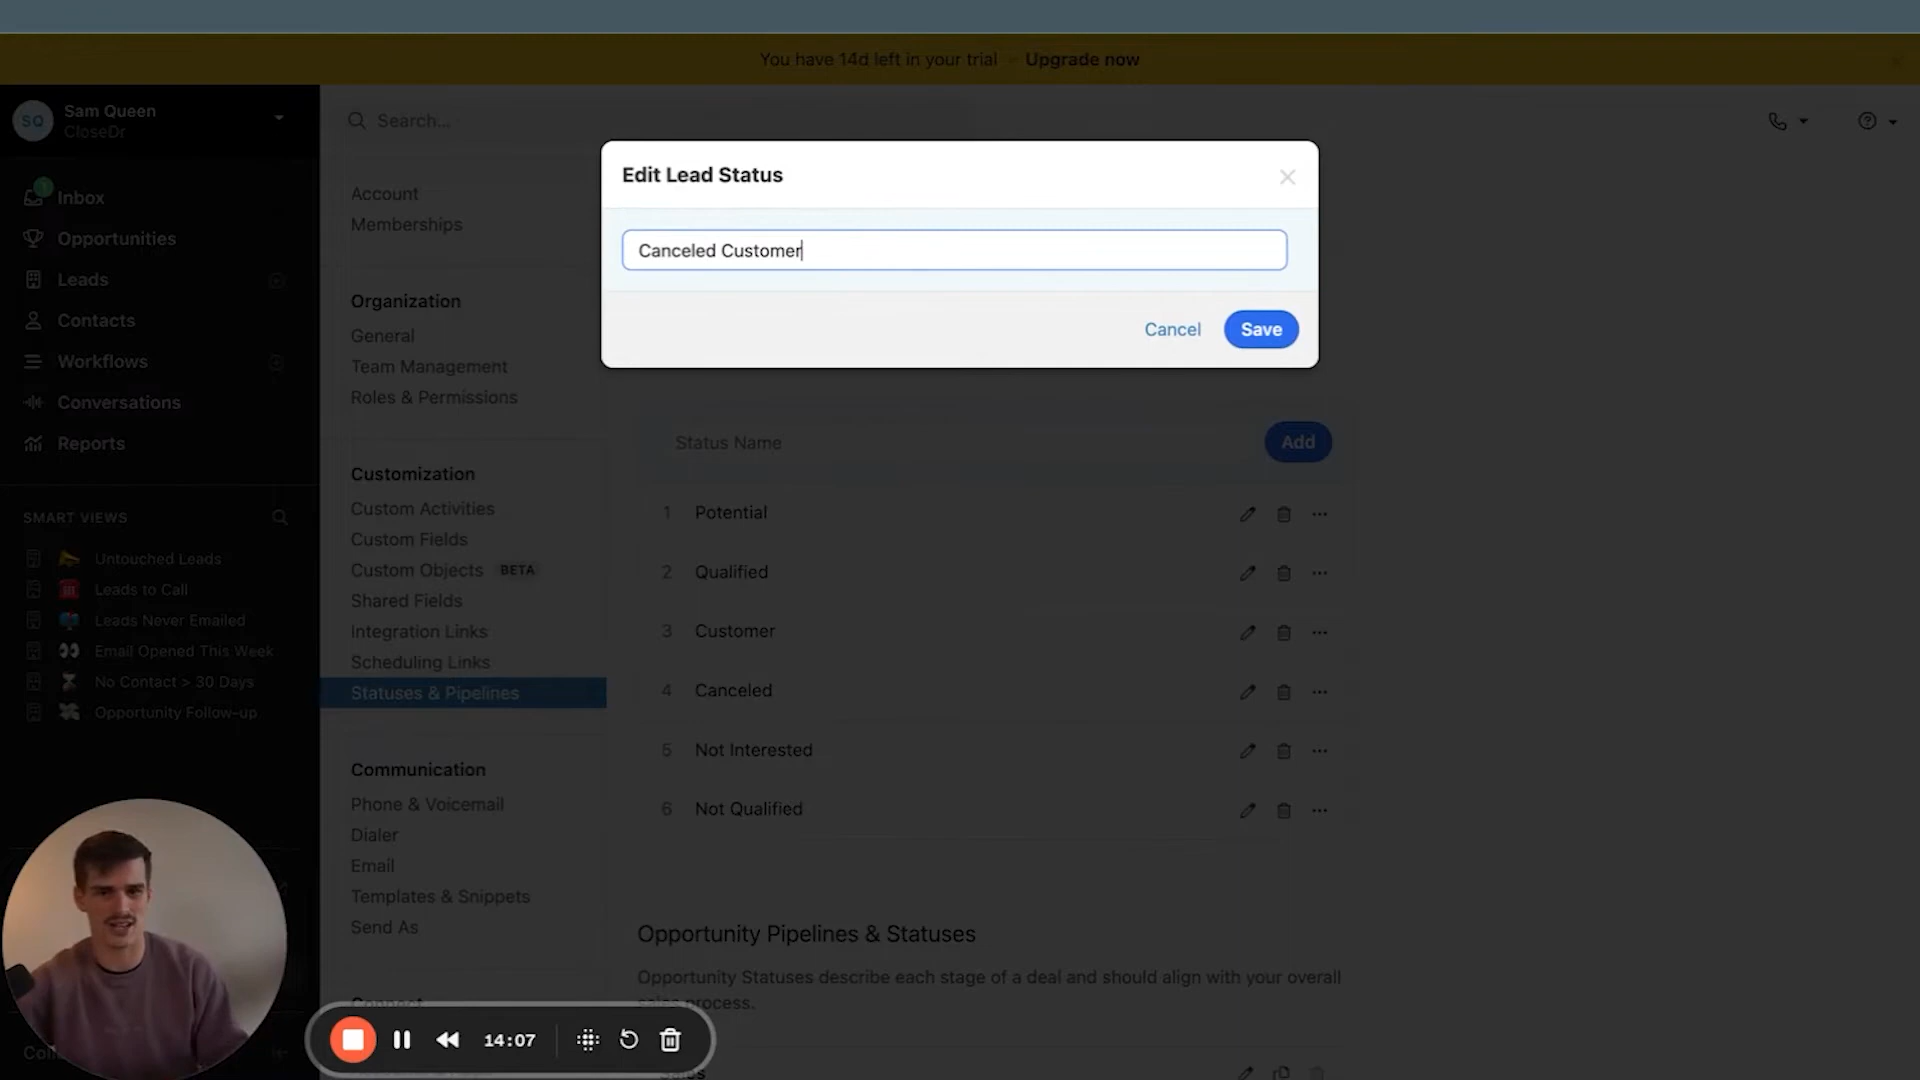 You have 14d left in your trial – Upgrade now
SQ
Sam Queen
CloseDr
Search...
1
Inbox
Opportunities
Leads
Contacts
Workflows
Conversations
Reports
SMART VIEWS
Untouched Leads
Leads to Call
Leads Never Emailed
Email Opened This Week
No Contact > 30 Days
Opportunity Follow-up
Account
Memberships
Organization
General
Team Management
Roles & Permissions
Customization
Custom Activities
Custom Fields
Custom Objects BETA
Shared Fields
Integration Links
Scheduling Links
Statuses & Pipelines
Communication
Phone & Voicemail
Dialer
Email
Templates & Snippets
Send As
Connect
Edit Lead Status
Canceled Customer
Cancel
Save
Status Name
Add
1 Potential
2 Qualified
3 Customer
4 Canceled
5 Not Interested
6 Not Qualified
Opportunity Pipelines & Statuses
Opportunity Statuses describe each stage of a deal and should align with your overall
sales process.
Sales
14:07